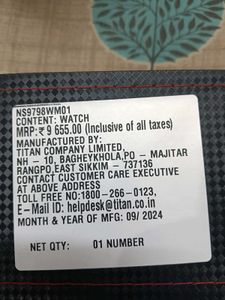 NS9798WM01
CONTENT: WATCH
MRP: ₹ 9 655.00 (Inclusive of all taxes)
MANUFACTURED BY:
TITAN COMPANY LIMITED,
NH - 10, BAGHEYKHOLA,PO - MAJITAR
RANGPO,EAST SIKKIM - 737136
CONTACT CUSTOMER CARE EXECUTIVE
AT ABOVE ADDRESS
TOLL FREE NO:1800-266-0123,
E-Mail ID: helpdesk@titan.co.in
MONTH & YEAR OF MFG: 09/ 2024
NET QTY: 01 NUMBER